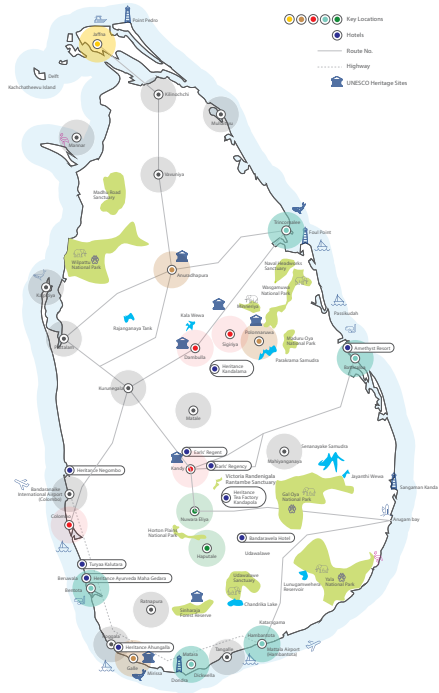 Point Pedro
Jaffna
Key Locations
Hotels
Route No.
Highway
UNESCO Heritage Sites
Delft
Kachchatheevu Island
Kilinochchi
Mannar
Vavuniya
Madhu Road
Sanctuary
Trincomalee
Foul Point
Wilpattu
National Park
Anuradhapura
Naval Headworks
Sanctuary
Wasgamuwa
National Park
Minneriya
Kala Wewa
Rajanganaya Tank
Pasikudah
Polonnaruwa
Sigiriya
Dambulla
Maduru Oya
National Park
Parakrama Samudra
Amethyst Resort
Heritance
Kandalama
Kurunegala
Matale
Earls' Regent
Earls' Regency
Kandy
Mahiyanganaya
Senanayake Samudra
Jayanthi Wewa
Heritance Negombo
Victoria Randenigala
Rantambe Sanctuary
Heritance
Tea Factory
Kandapola
Gal Oya
National Park
Sangaman Kanda
Bandaranaike
International Airport
(Colombo)
Colombo
Nuwara Eliya
Arugam bay
Horton Plains
National Park
Bandarawela Hotel
Haputale
Udawalawe
Turyaa Kalutara
Heritance Ayurveda Maha Gedara
Beruwala
Bentota
Udawalawe
Sanctuary
Lunugamwehera
Reservoir
Yala
National Park
Chandrika Lake
Ratnapura
Sinharaja
Forest Reserve
Kataragama
Hambantota
Mattala Airport
(Hambantota)
Heritance Ahungalla
Galle
Mirissa
Matara
Dondra
Dickwella
Tangalle